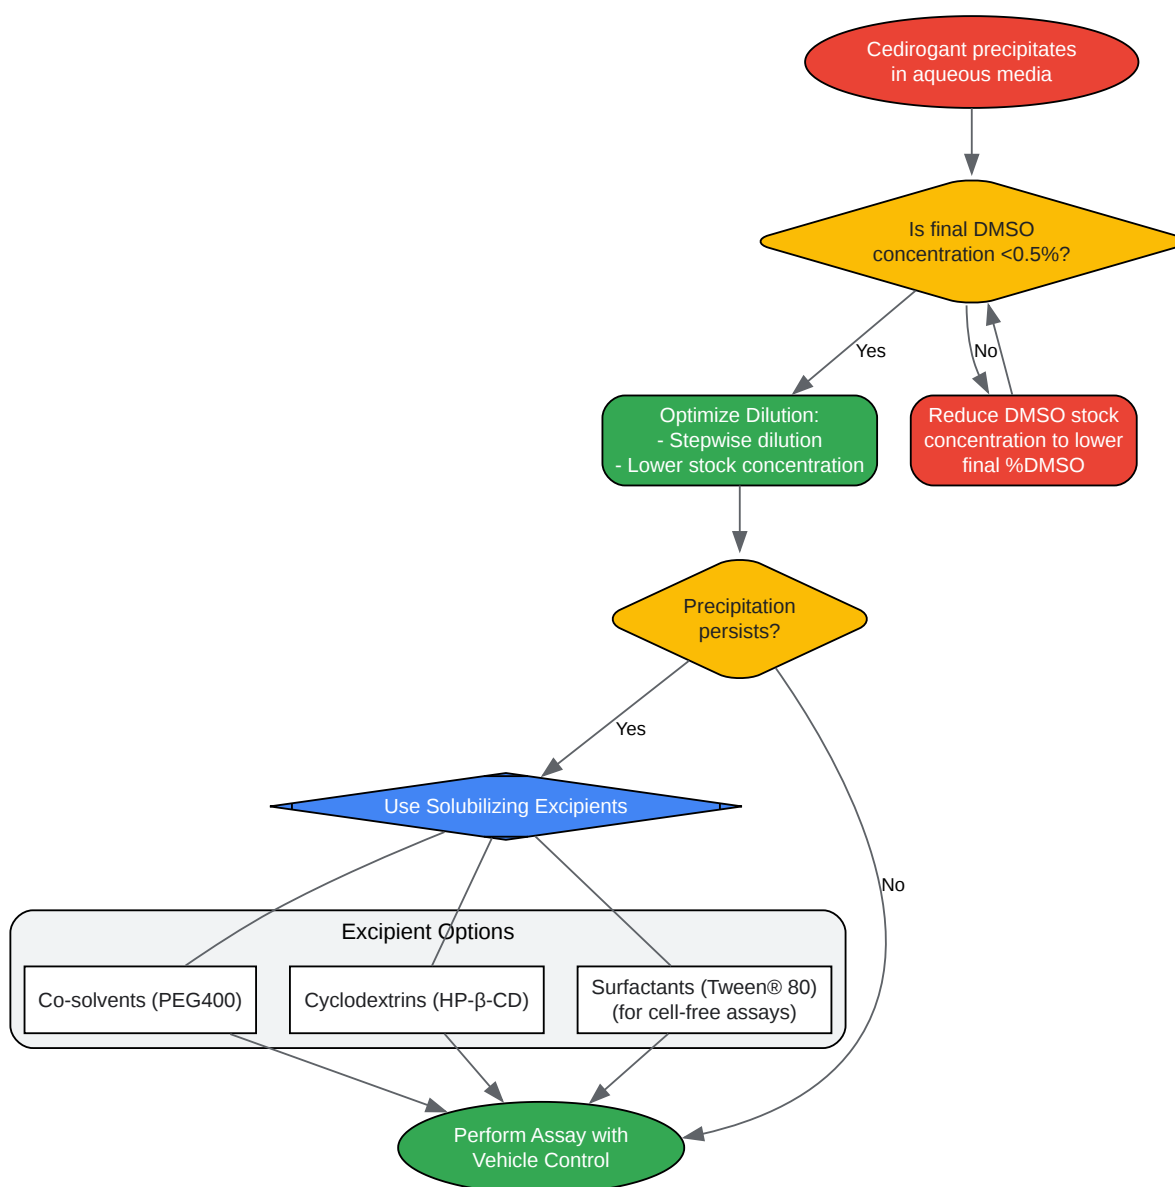 Cedirogant precipitates
in aqueous media
Is final DMSO
concentration <0.5%?
Yes
No
Optimize Dilution:
- Stepwise dilution
- Lower stock concentration
Reduce DMSO stock
concentration to lower
final %DMSO
Precipitation
persists?
Yes
No
Use Solubilizing Excipients
Excipient Options
Co-solvents (PEG400)
Cyclodextrins (HP-β-CD)
Surfactants (Tween® 80)
(for cell-free assays)
Perform Assay with
Vehicle Control